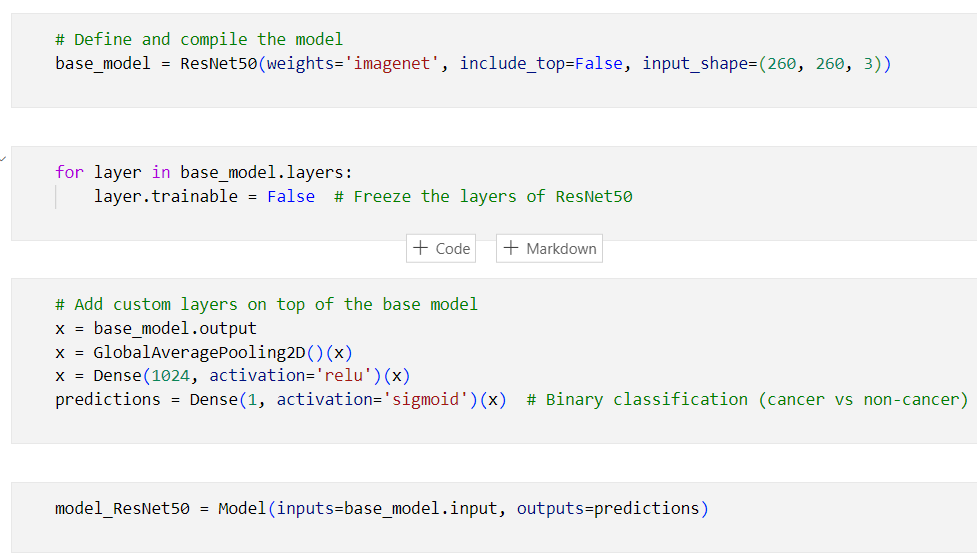 # Define and compile the model
base_model = ResNet50(weights='imagenet', include_top=False, input_shape=(260, 260, 3))
for layer in base_model.layers:
    layer.trainable = False  # Freeze the layers of ResNet50
+ Code + Markdown
# Add custom layers on top of the base model
x = base_model.output
x = GlobalAveragePooling2D()(x)
x = Dense(1024, activation='relu')(x)
predictions = Dense(1, activation='sigmoid')(x)  # Binary classification (cancer vs non-cancer)
model_ResNet50 = Model(inputs=base_model.input, outputs=predictions)